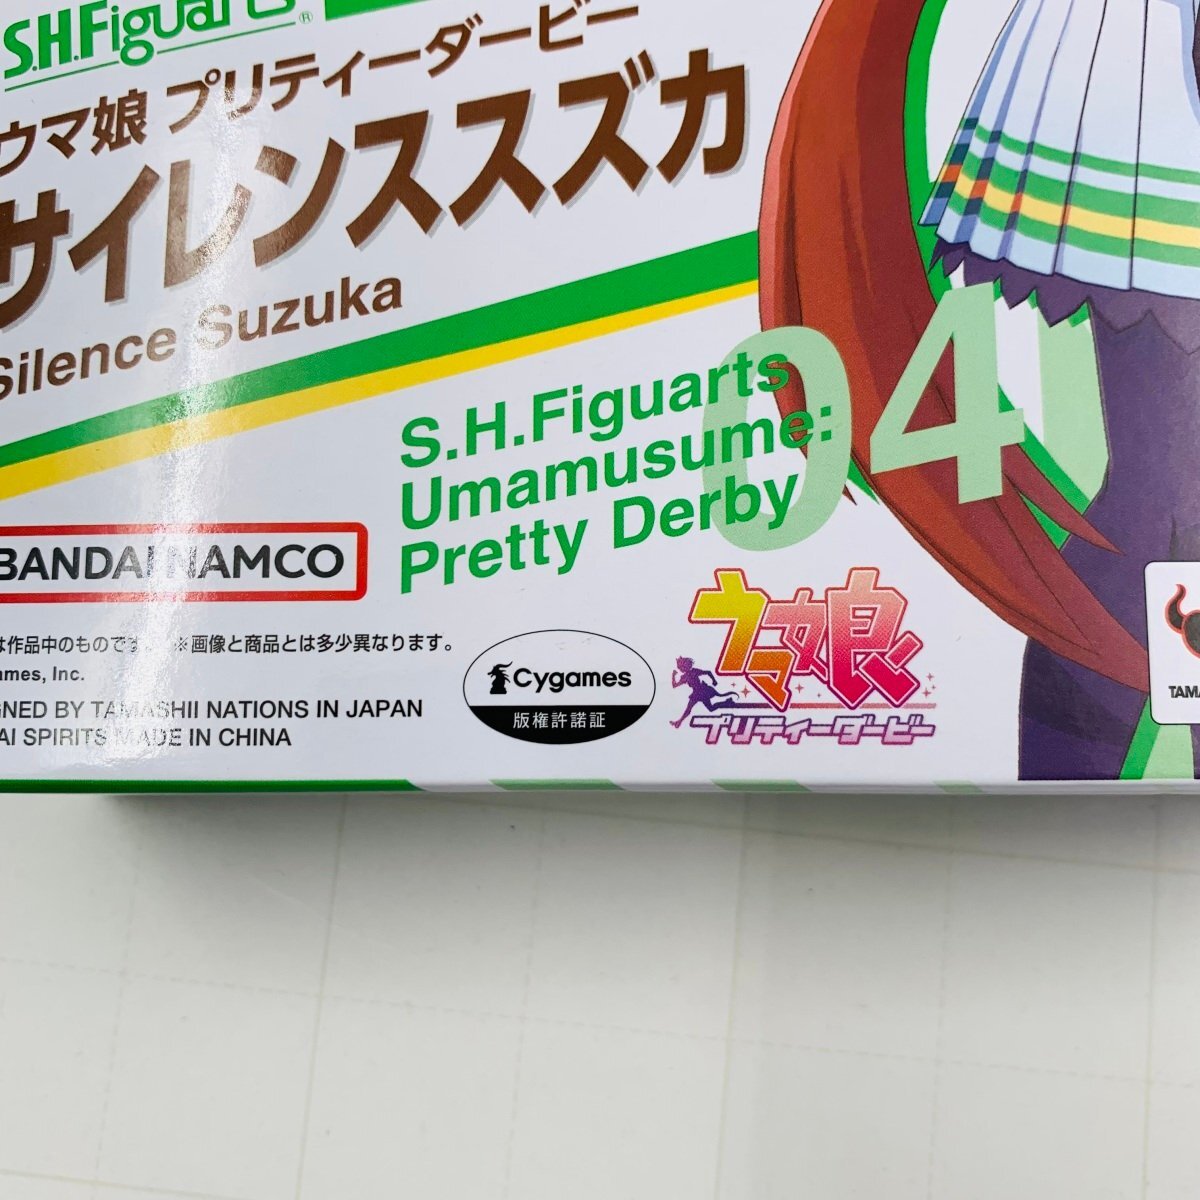 S.H.Figuarts®
ウマ娘 プリティーダービー
サイレンススズカ
Silence Suzuka
04
S.H.Figuarts
Umamusume:
Pretty Derby
BANDAI NAMCO
は作品中のものです。 ※画像と商品とは多少異なります。
ames, Inc.
GNED BY TAMASHII NATIONS IN JAPAN
AI SPIRITS MADE IN CHINA
Cygames
版権許諾証
ウマ娘
プリティーダービー
TAMA